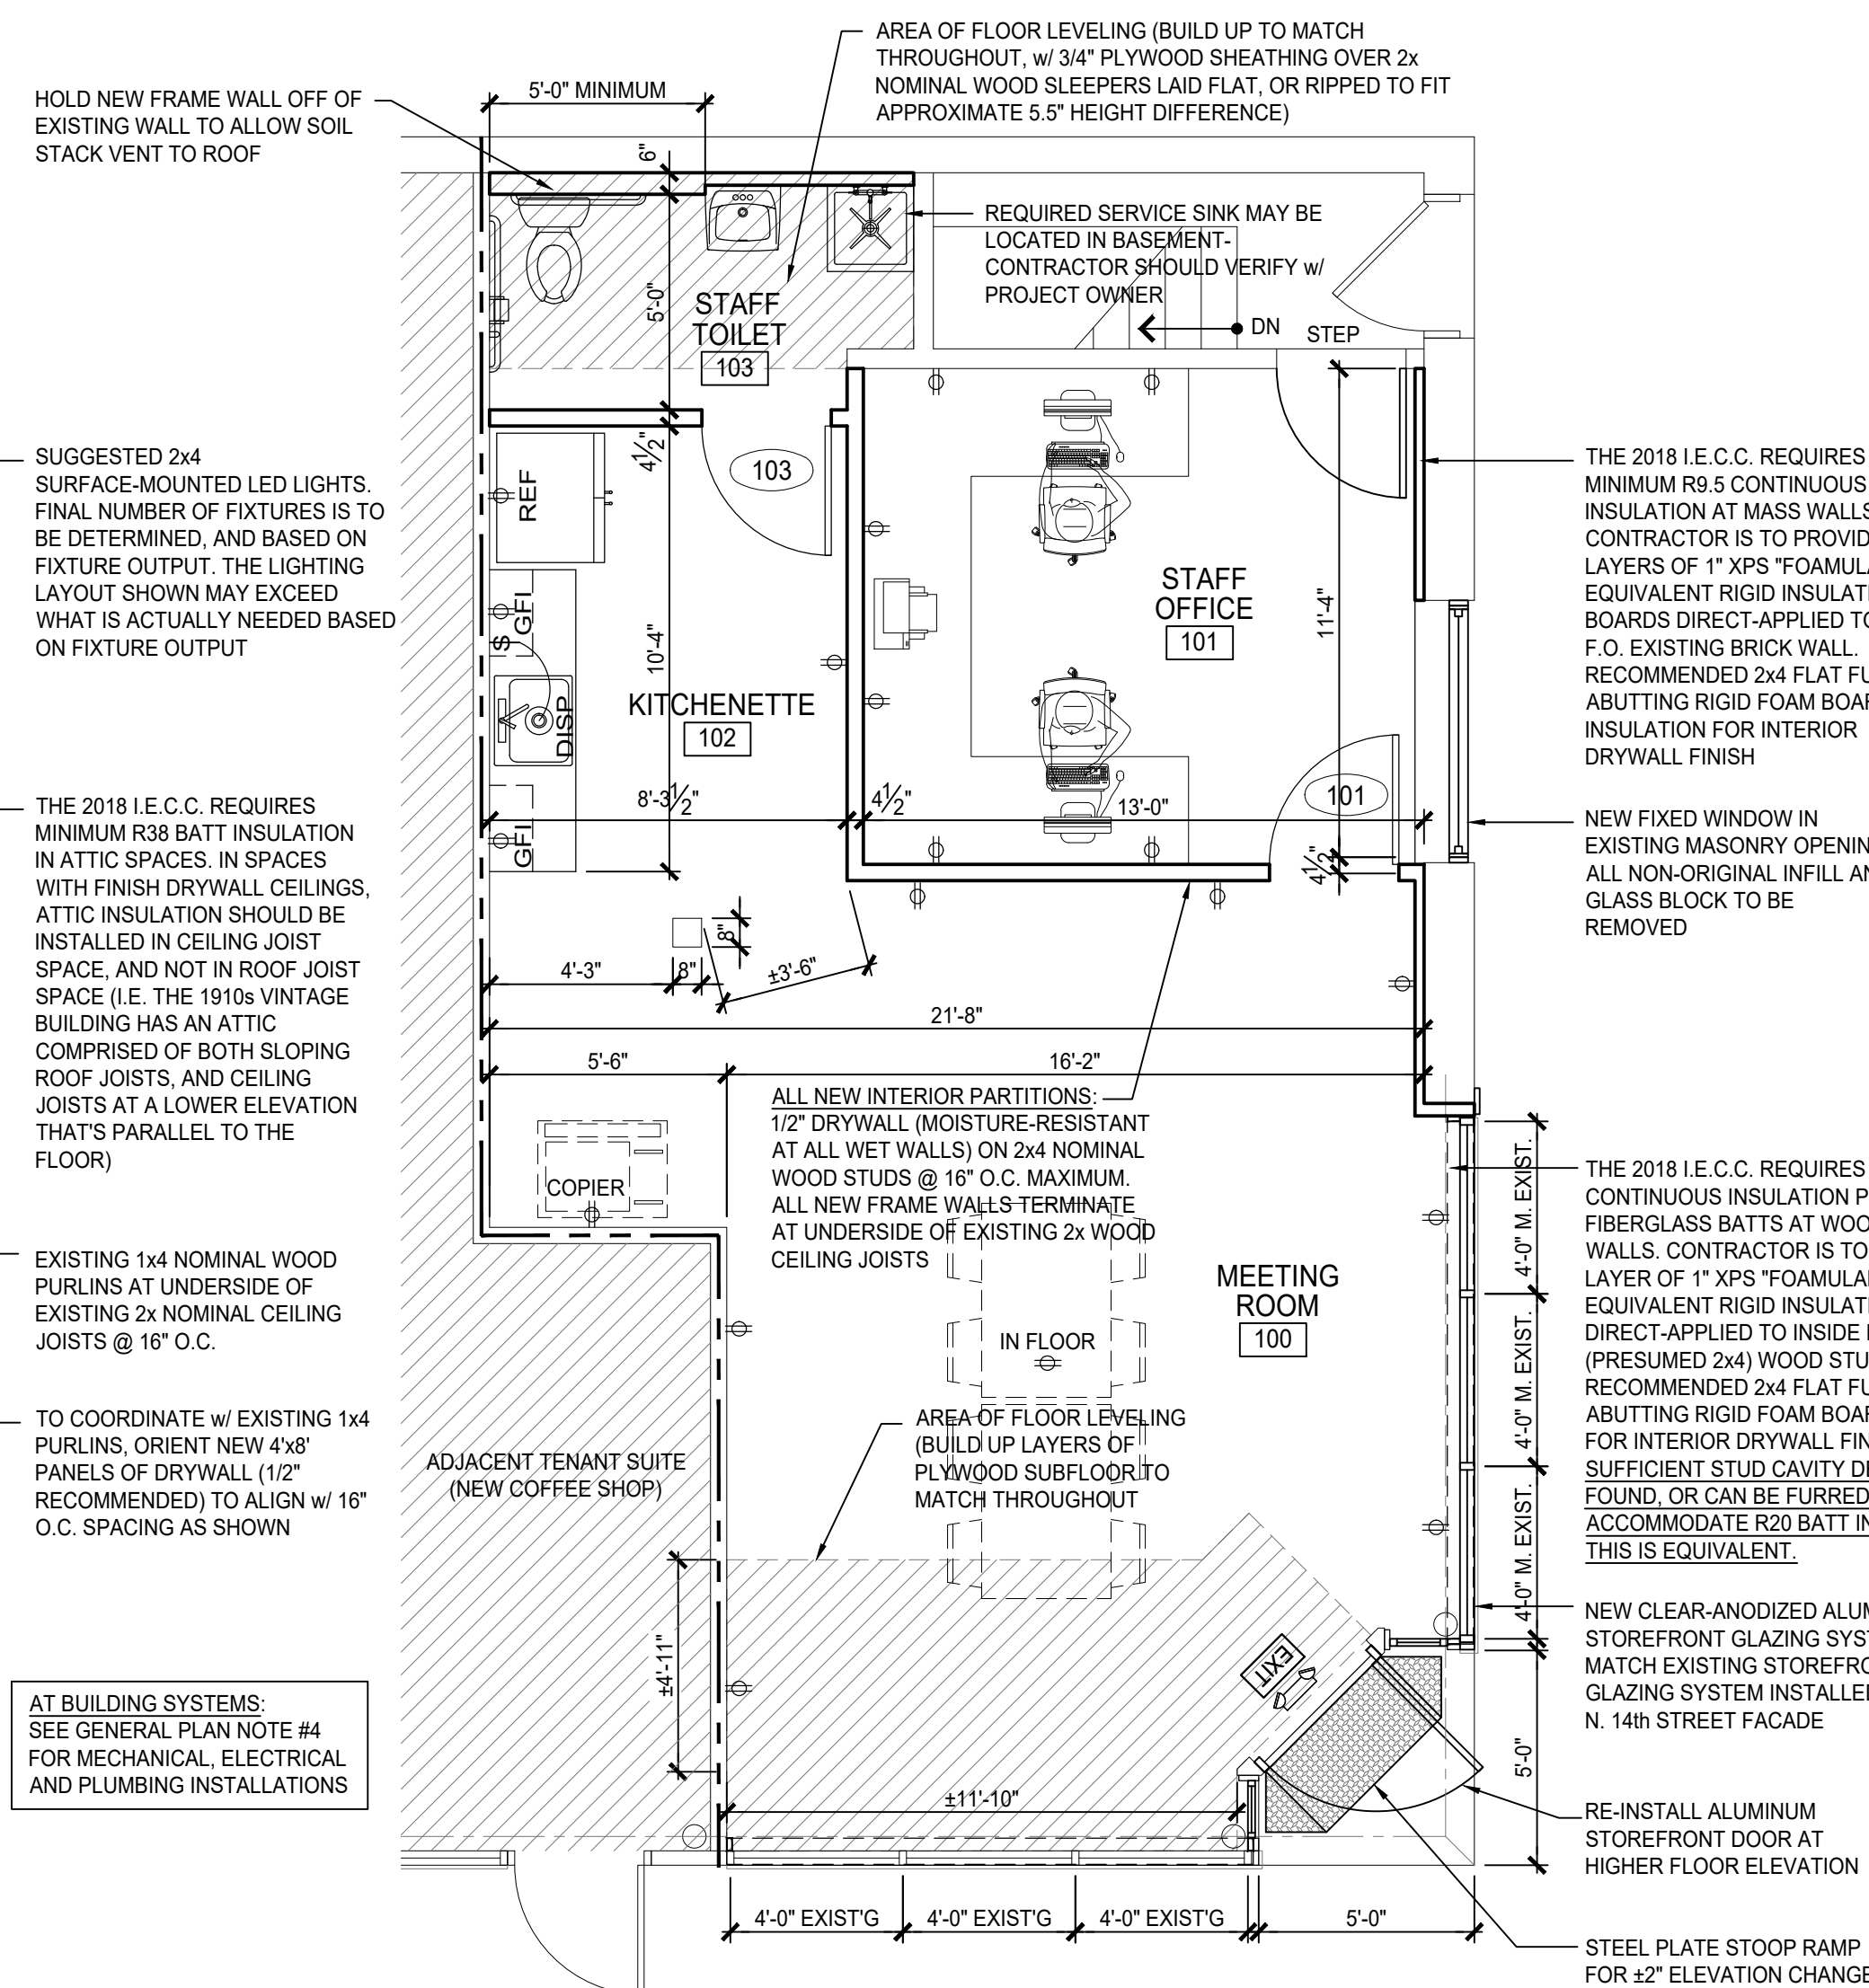 AREA OF FLOOR LEVELING (BUILD UP TO MATCH
THROUGHOUT, w/ 3/4" PLYWOOD SHEATHING OVER 2x
NOMINAL WOOD SLEEPERS LAID FLAT, OR RIPPED TO FIT
APPROXIMATE 5.5" HEIGHT DIFFERENCE)
HOLD NEW FRAME WALL OFF OF
EXISTING WALL TO ALLOW SOIL
STACK VENT TO ROOF
5'-0" MINIMUM
6"
REQUIRED SERVICE SINK MAY BE
LOCATED IN BASEMENT-
CONTRACTOR SHOULD VERIFY w/
PROJECT OWNER
5'-0"
STAFF
TOILET
103
DN
STEP
SUGGESTED 2x4
SURFACE-MOUNTED LED LIGHTS.
FINAL NUMBER OF FIXTURES IS TO
BE DETERMINED, AND BASED ON
FIXTURE OUTPUT. THE LIGHTING
LAYOUT SHOWN MAY EXCEED
WHAT IS ACTUALLY NEEDED BASED
ON FIXTURE OUTPUT
4 1/2"
103
REF
GFI
S
DISP
GFI
10'-4"
KITCHENETTE
102
STAFF
OFFICE
101
11'-4"
8'-3 1/2"
4 1/2"
13'-0"
101
4 1/2"
THE 2018 I.E.C.C. REQUIRES
MINIMUM R9.5 CONTINUOUS
INSULATION AT MASS WALLS
CONTRACTOR IS TO
LAYERS OF 1" XPS
EQUIVALENT RIGID
BOARDS DIRECT-APPLIED
F.O. EXISTING BRICK WALL.
RECOMMENDED 2x4 FLAT
ABUTTING RIGID FOAM
INSULATION FOR INTERIOR
DRYWALL FINISH
NEW FIXED WINDOW IN
EXISTING MASONRY
ALL NON-ORIGINAL INFILL
GLASS BLOCK TO BE
REMOVED
THE 2018 I.E.C.C. REQUIRES
MINIMUM R38 BATT INSULATION
IN ATTIC SPACES. IN SPACES
WITH FINISH DRYWALL CEILINGS,
ATTIC INSULATION SHOULD BE
INSTALLED IN CEILING JOIST
SPACE, AND NOT IN ROOF JOIST
SPACE (I.E. THE 1910s VINTAGE
BUILDING HAS AN ATTIC
COMPRISED OF BOTH SLOPING
ROOF JOISTS, AND CEILING
JOISTS AT A LOWER ELEVATION
THAT'S PARALLEL TO THE
FLOOR)
8"
4'-3"
8"
±3'-6"
21'-8"
5'-6"
16'-2"
ALL NEW INTERIOR PARTITIONS:
1/2" DRYWALL (MOISTURE-RESISTANT
AT ALL WET WALLS) ON 2x4 NOMINAL
WOOD STUDS @ 16" O.C. MAXIMUM.
ALL NEW FRAME WALLS TERMINATE
AT UNDERSIDE OF EXISTING 2x WOOD
CEILING JOISTS
COPIER
MEETING
ROOM
100
IN FLOOR
4'-0" M. EXIST.
4'-0" M. EXIST.
4'-0" M. EXIST.
THE 2018 I.E.C.C. REQUIRES
CONTINUOUS INSULATION
FIBERGLASS BATTS AT
WALLS. CONTRACTOR IS TO
LAYER OF 1" XPS
EQUIVALENT RIGID
DIRECT-APPLIED TO INSIDE
(PRESUMED 2x4) WOOD
RECOMMENDED 2x4 FLAT
ABUTTING RIGID FOAM
FOR INTERIOR DRYWALL
SUFFICIENT STUD CAVITY
FOUND, OR CAN BE FURRED
ACCOMMODATE R20 BATT
THIS IS EQUIVALENT.
EXISTING 1x4 NOMINAL WOOD
PURLINS AT UNDERSIDE OF
EXISTING 2x NOMINAL CEILING
JOISTS @ 16" O.C.
TO COORDINATE w/ EXISTING 1x4
PURLINS, ORIENT NEW 4'x8'
PANELS OF DRYWALL (1/2"
RECOMMENDED) TO ALIGN w/ 16"
O.C. SPACING AS SHOWN
ADJACENT TENANT SUITE
(NEW COFFEE SHOP)
AREA OF FLOOR LEVELING
(BUILD UP LAYERS OF
PLYWOOD SUBFLOOR TO
MATCH THROUGHOUT
±4'-11"
EXIT
NEW CLEAR-ANODIZED
STOREFRONT GLAZING
MATCH EXISTING
GLAZING SYSTEM
N. 14th STREET FACADE
AT BUILDING SYSTEMS:
SEE GENERAL PLAN NOTE #4
FOR MECHANICAL, ELECTRICAL
AND PLUMBING INSTALLATIONS
5'-0"
±11'-10"
RE-INSTALL ALUMINUM
STOREFRONT DOOR AT
HIGHER FLOOR ELEVATION
4'-0" EXIST'G
4'-0" EXIST'G
4'-0" EXIST'G
5'-0"
STEEL PLATE STOOP RAMP
FOR ±2" ELEVATION CHANGE